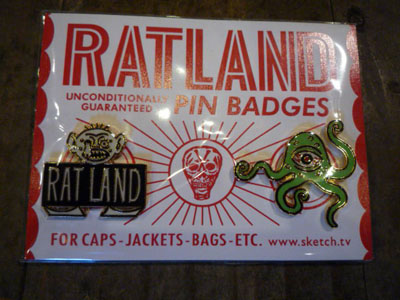 RATLAND
UNCONDITIONALLY
GUARANTEED PIN BADGES
RAT LAND
FOR CAPS-JACKETS-BAGS-ETC. www.sketch.tv